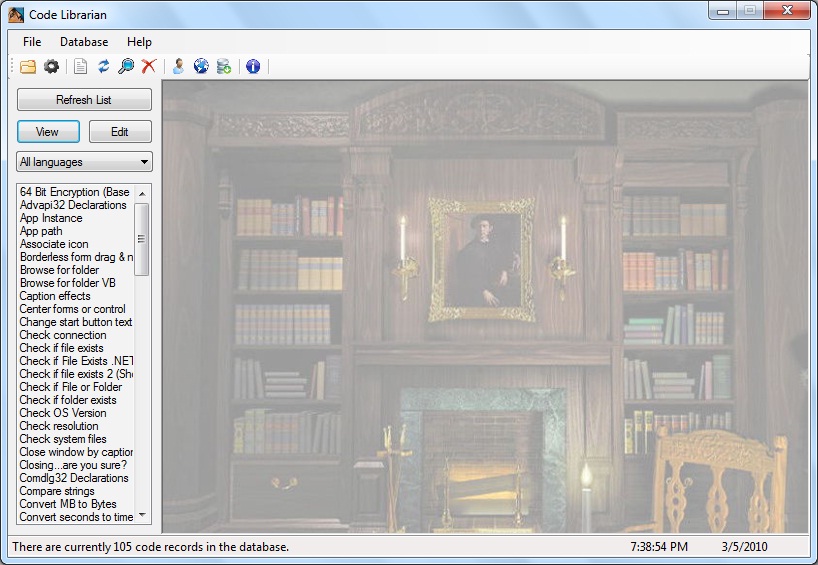 Code Librarian
File Database Help
Refresh List
View Edit
All languages
64 Bit Encryption (Base
Advapi32 Declarations
App Instance
App path
Associate icon
Borderless form drag & n
Browse for folder
Browse for folder VB
Caption effects
Center forms or control
Change start button text
Check connection
Check if file exists
Check if File Exists .NET
Check if file exists 2 (Sh
Check if File or Folder
Check if folder exists
Check OS Version
Check resolution
Check system files
Close window by caption
Closing...are you sure?
Comdlg32 Declarations
Compare strings
Convert MB to Bytes
Convert seconds to time
There are currently 105 code records in the database. 7:38:54 PM 3/5/2010